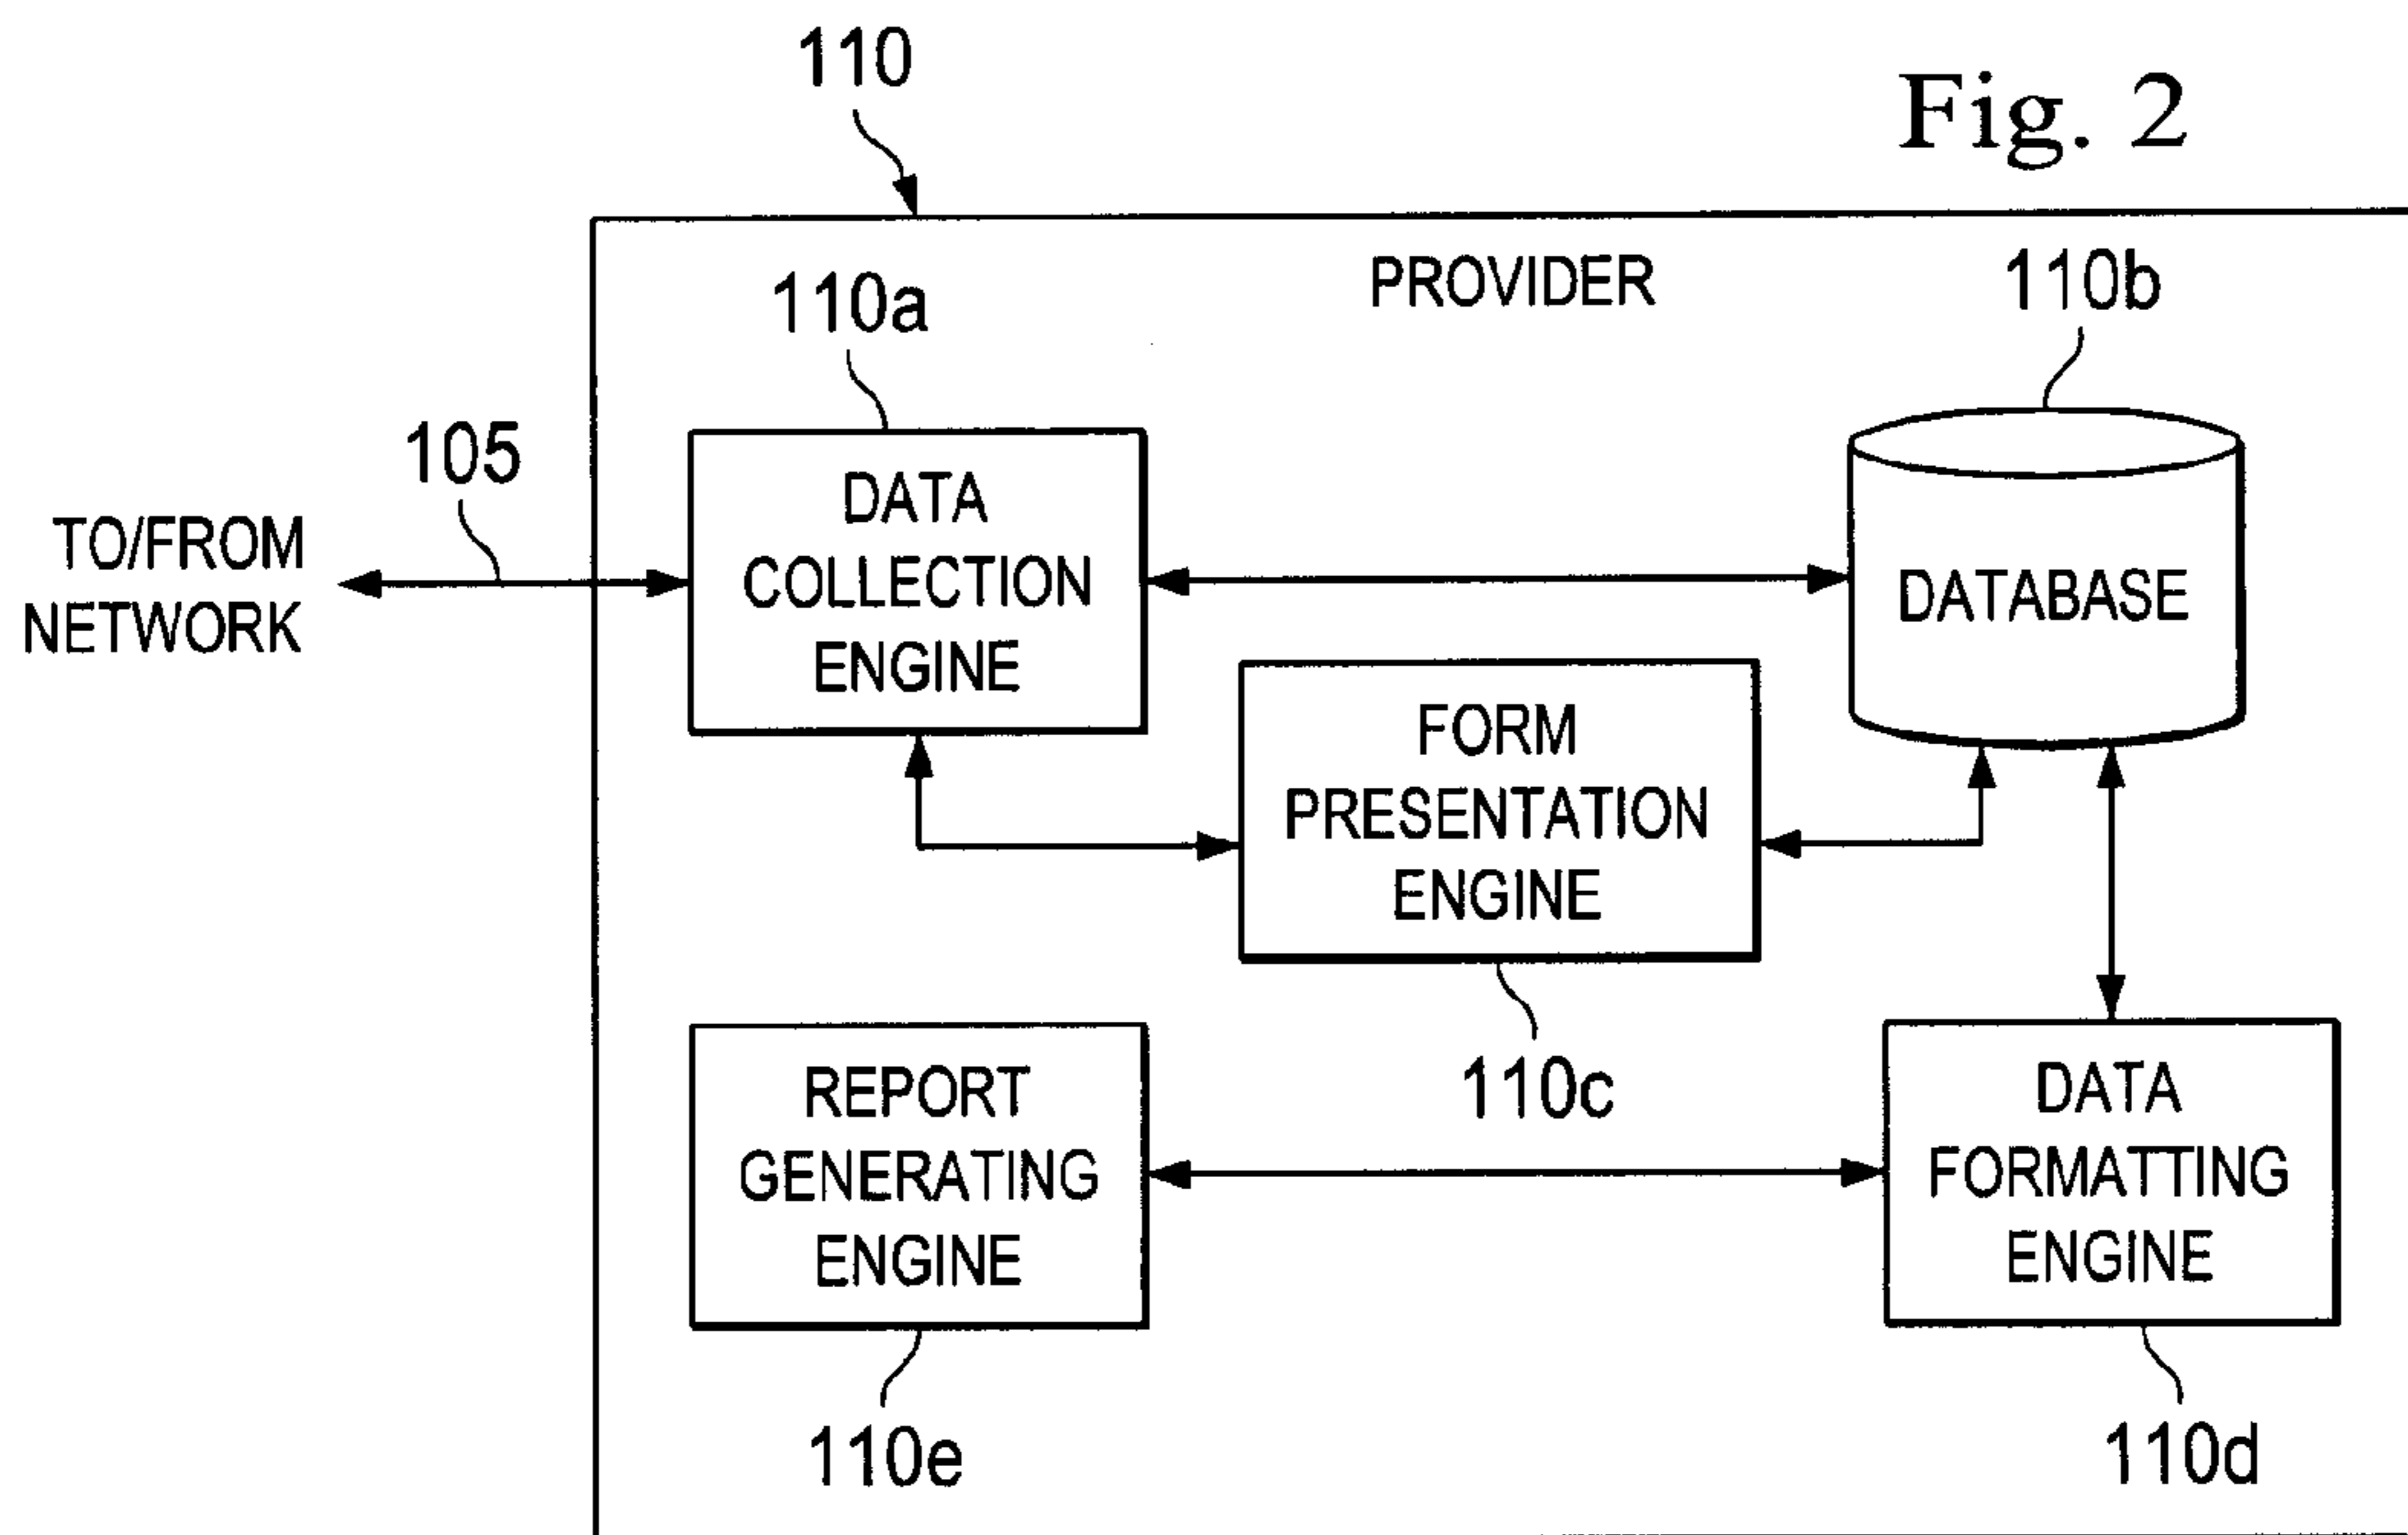 110
Fig. 2
PROVIDER
110a
110b
105
TO/FROM
NETWORK
DATA
COLLECTION
ENGINE
DATABASE
FORM
PRESENTATION
ENGINE
110c
REPORT
GENERATING
ENGINE
DATA
FORMATTING
ENGINE
110e
110d